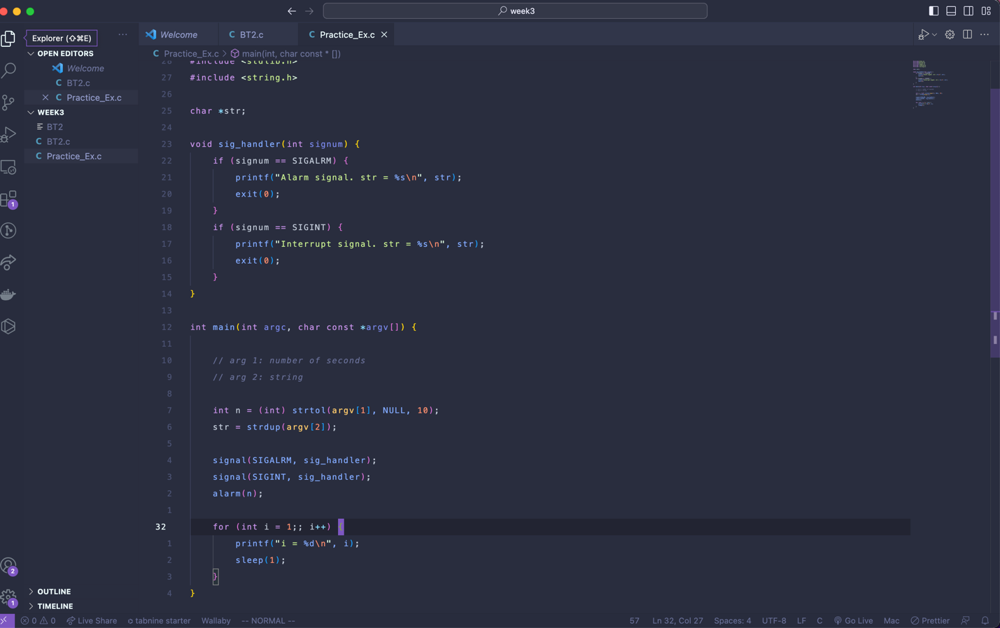 week3
Explorer (⇧⌘E)
Welcome
C BT2.c
C Practice_Ex.c
OPEN EDITORS
Welcome
C BT2.c
C Practice_Ex.c
WEEK3
BT2
C BT2.c
C Practice_Ex.c
C Practice_Ex.c > main(int, char const * [])
28 #include <stdlib.h>
27 #include <string.h>
26
25 char *str;
24
23 void sig_handler(int signum) {
22 if (signum == SIGALRM) {
21 printf("Alarm signal. str = %s\n", str);
20 exit(0);
19 }
18 if (signum == SIGINT) {
17 printf("Interrupt signal. str = %s\n", str);
16 exit(0);
15 }
14 }
13
12 int main(int argc, char const *argv[]) {
11
10 // arg 1: number of seconds
9 // arg 2: string
8
7 int n = (int) strtol(argv[1], NULL, 10);
6 str = strdup(argv[2]);
5
4 signal(SIGALRM, sig_handler);
3 signal(SIGINT, sig_handler);
2 alarm(n);
1
32 for (int i = 1;; i++) {
1 printf("i = %d\n", i);
2 sleep(1);
3 }
4 }
1
2
1
OUTLINE
TIMELINE
0 0 Live Share tabnine starter Wallaby -- NORMAL -- 57 Ln 32, Col 27 Spaces: 4 UTF-8 LF C Go Live Mac Prettier